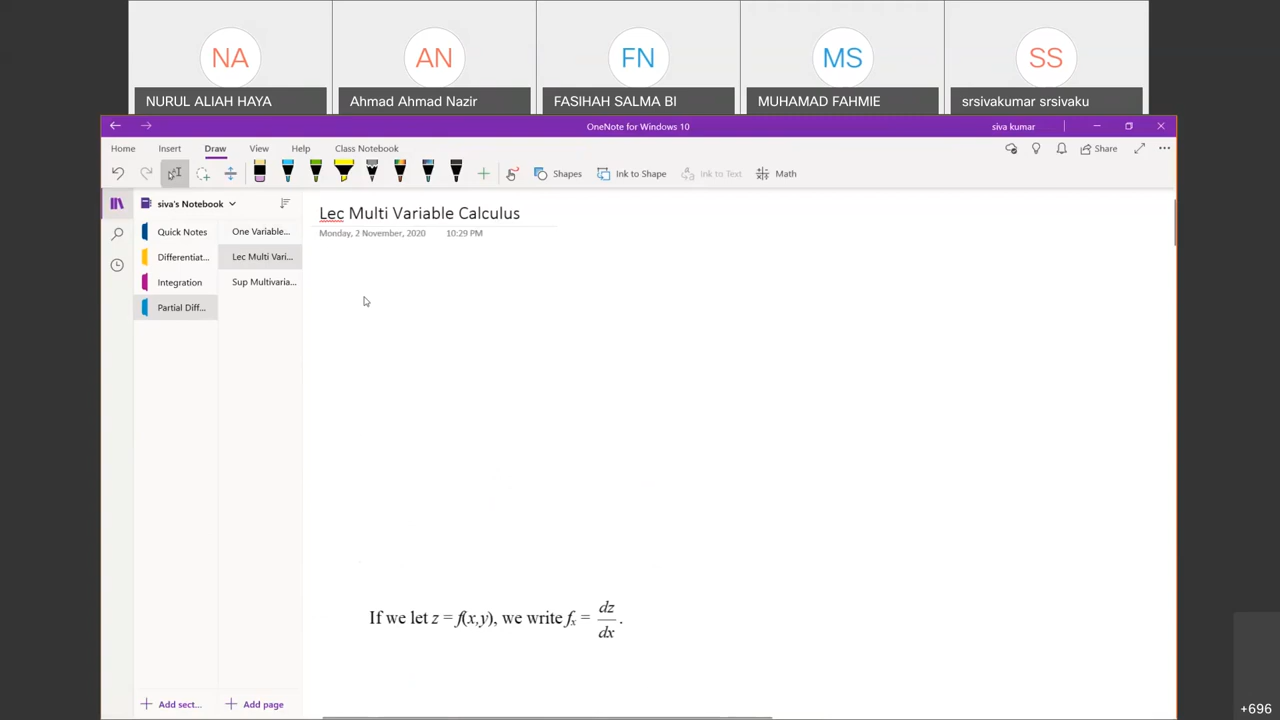 NA AN FN MS SS
NURUL ALIAH HAYA Ahmad Ahmad Nazir FASIHAH SALMA BI MUHAMAD FAHMIE srsivakumar srsivaku
OneNote for Windows 10 siva kumar
Home Insert Draw View Help Class Notebook Share
Shapes Ink to Shape Ink to Text Math
siva's Notebook
Quick Notes
Differentiat...
Integration
Partial Diff...
One Variable...
Lec Multi Vari...
Sup Multivaria...
Lec Multi Variable Calculus
Monday, 2 November, 2020 10:29 PM
If we let z = f(x,y), we write fₓ = dz/dx.
Add sect... Add page
+696